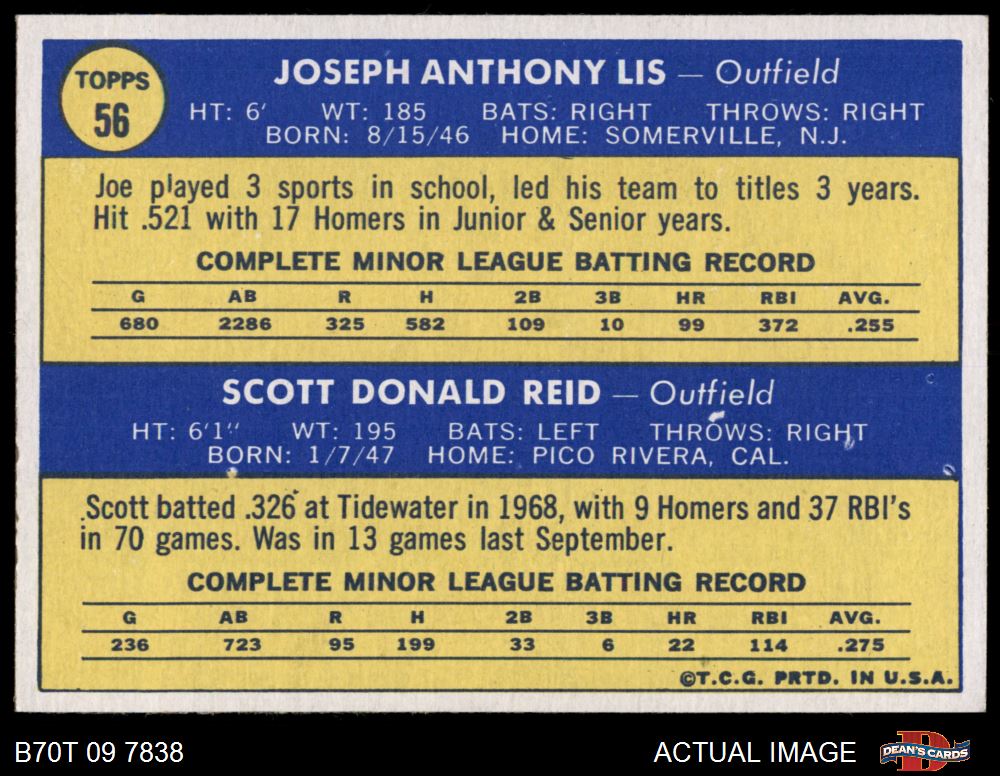 TOPPS
56
JOSEPH ANTHONY LIS — Outfield
HT: 6' WT: 185 BATS: RIGHT THROWS: RIGHT
BORN: 8/15/46 HOME: SOMERVILLE, N.J.
Joe played 3 sports in school, led his team to titles 3 years.
Hit .521 with 17 Homers in Junior & Senior years.
COMPLETE MINOR LEAGUE BATTING RECORD
G AB R H 2B 3B HR RBI AVG.
680 2286 325 582 109 10 99 372 .255
SCOTT DONALD REID — Outfield
HT: 6'1" WT: 195 BATS: LEFT THROWS: RIGHT
BORN: 1/7/47 HOME: PICO RIVERA, CAL.
Scott batted .326 at Tidewater in 1968, with 9 Homers and 37 RBI's
in 70 games. Was in 13 games last September.
COMPLETE MINOR LEAGUE BATTING RECORD
G AB R H 2B 3B HR RBI AVG.
236 723 95 199 33 6 22 114 .275
©T.C.G. PRTD. IN U.S.A.
B70T 09 7838 ACTUAL IMAGE DEAN'S CARDS